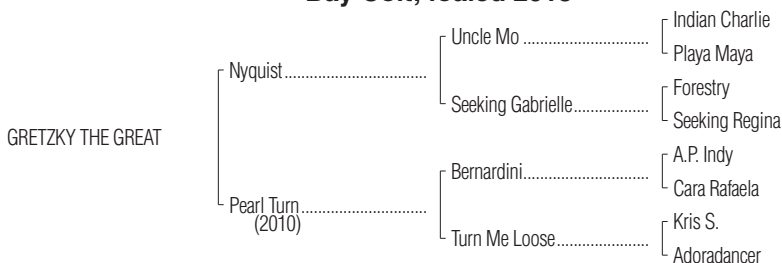 Bay Colt, foaled 2018
Indian Charlie
Uncle Mo
Playa Maya
Nyquist
Forestry
Seeking Gabrielle
Seeking Regina
GRETZKY THE GREAT
A.P. Indy
Bernardini
Cara Rafaela
Pearl Turn
(2010)
Kris S.
Turn Me Loose
Adoradancer